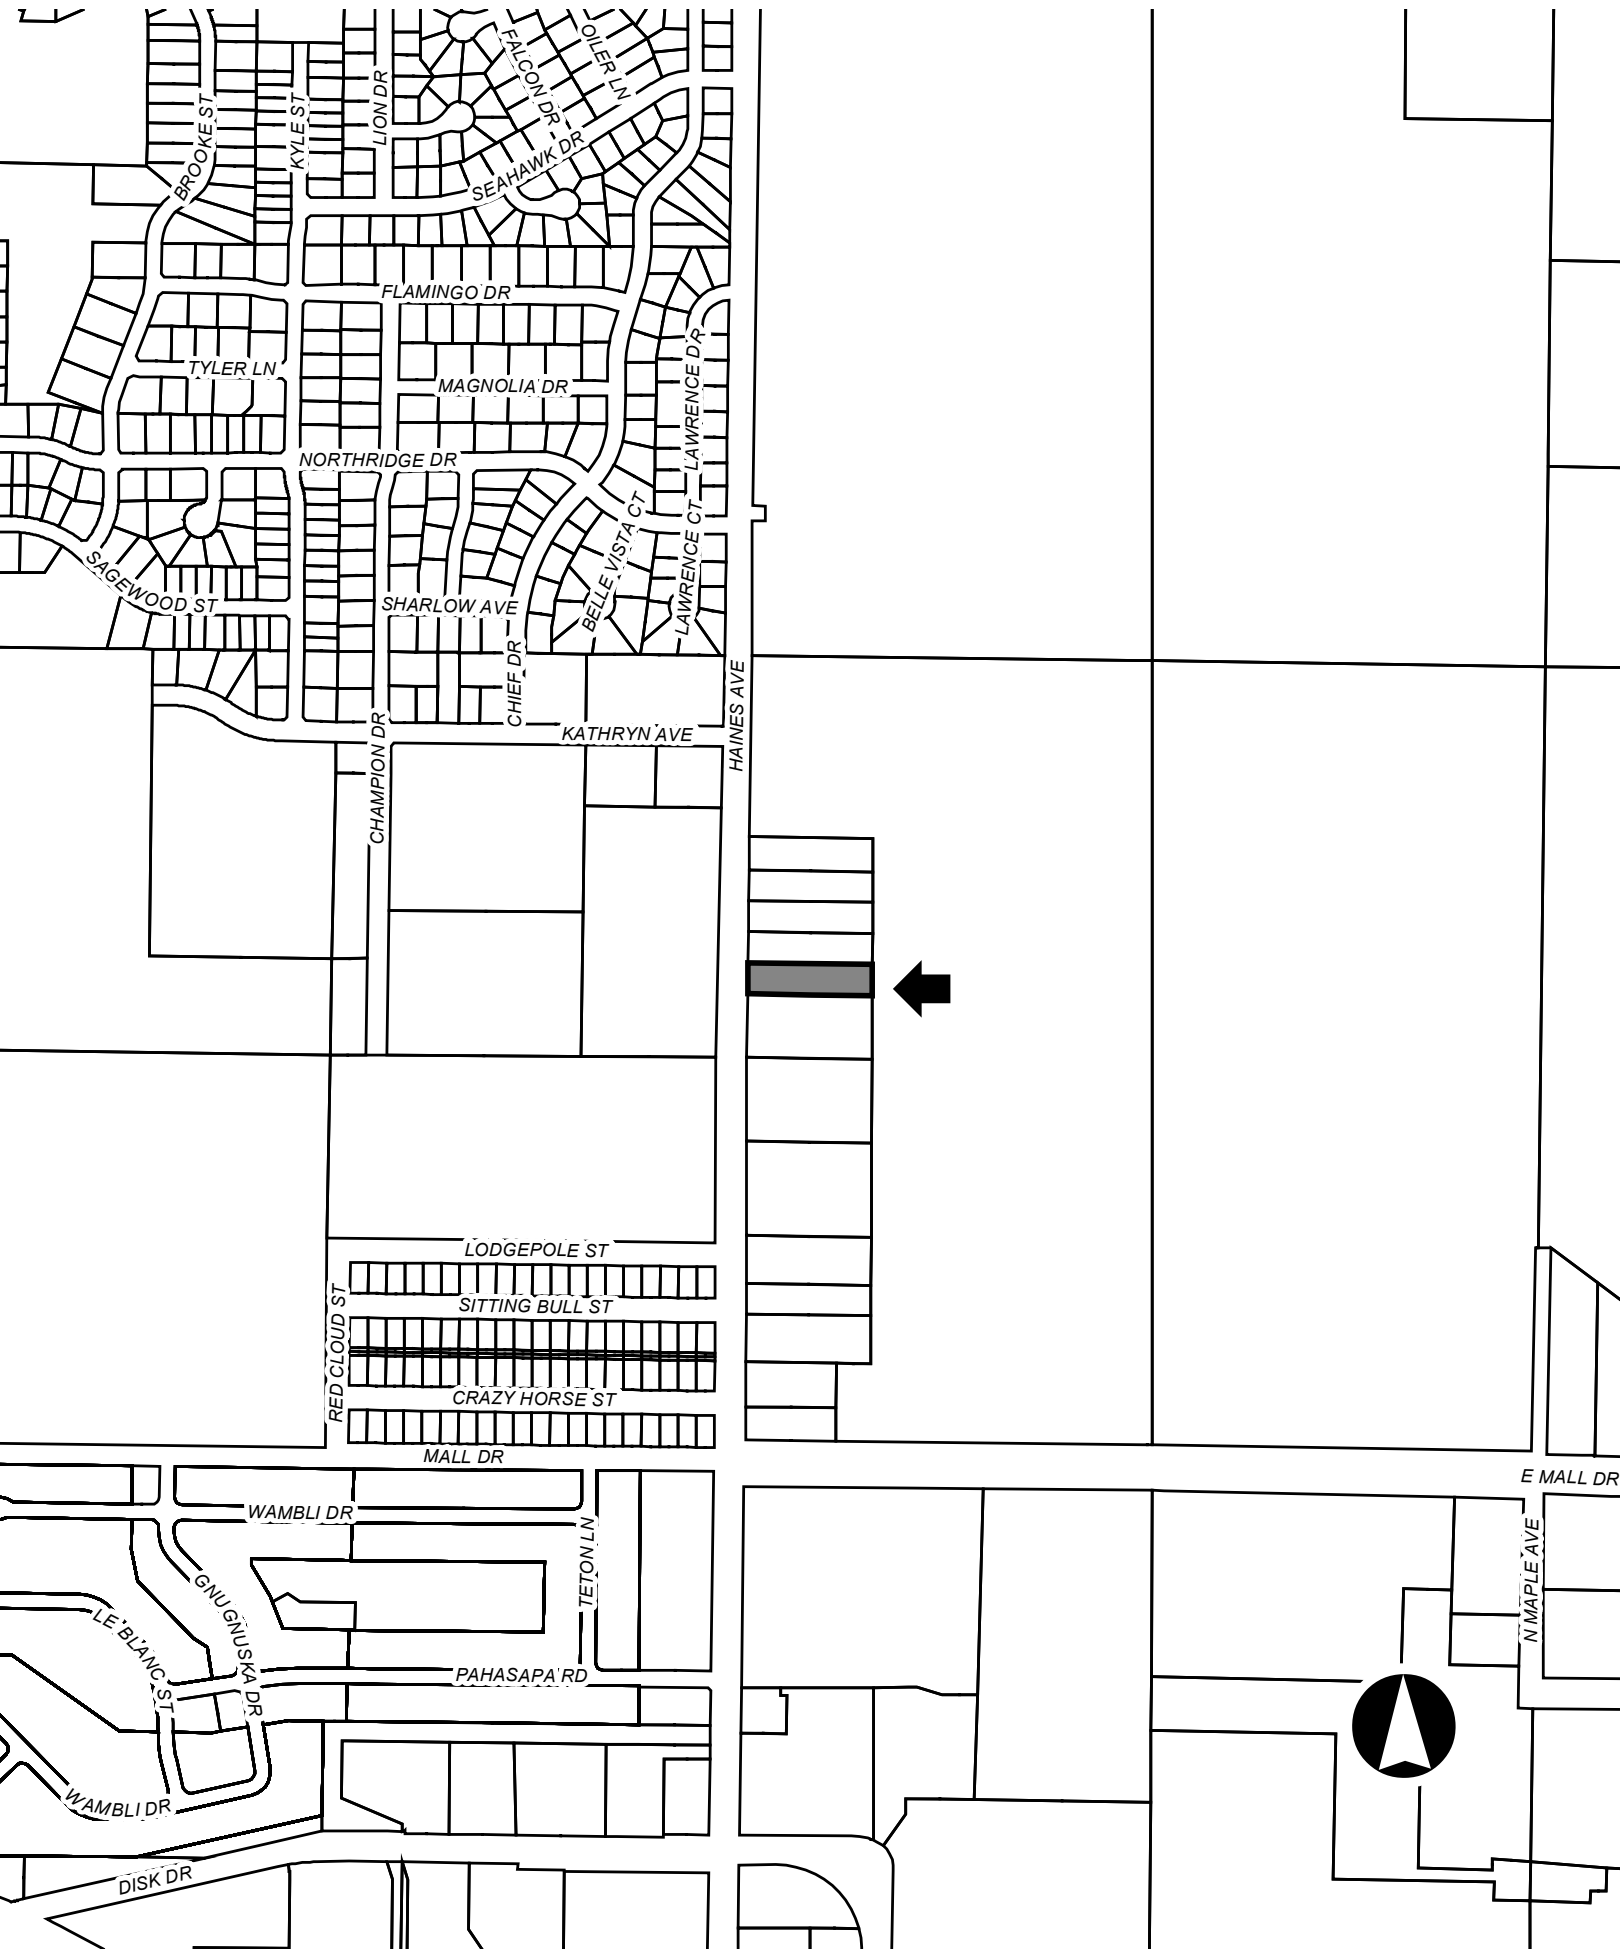 OILER LN
FALCON DR
LION DR
BROOKE ST
KYLE ST
SEAHAWK DR
FLAMINGO DR
LAWRENCE DR
TYLER LN
MAGNOLIA DR
NORTHRIDGE DR
BELLE VISTA CT
LAWRENCE CT
SAGEWOOD ST
SHARLOW AVE
CHIEF DR
HAINES AVE
KATHRYN AVE
CHAMPION DR
LODGEPOLE ST
SITTING BULL ST
RED CLOUD ST
CRAZY HORSE ST
MALL DR
E MALL DR
WAMBLI DR
TETON LN
N MAPLE AVE
GNUGNUSKA DR
LE BLANC ST
PAHASAPA RD
WAMBLI DR
DISK DR